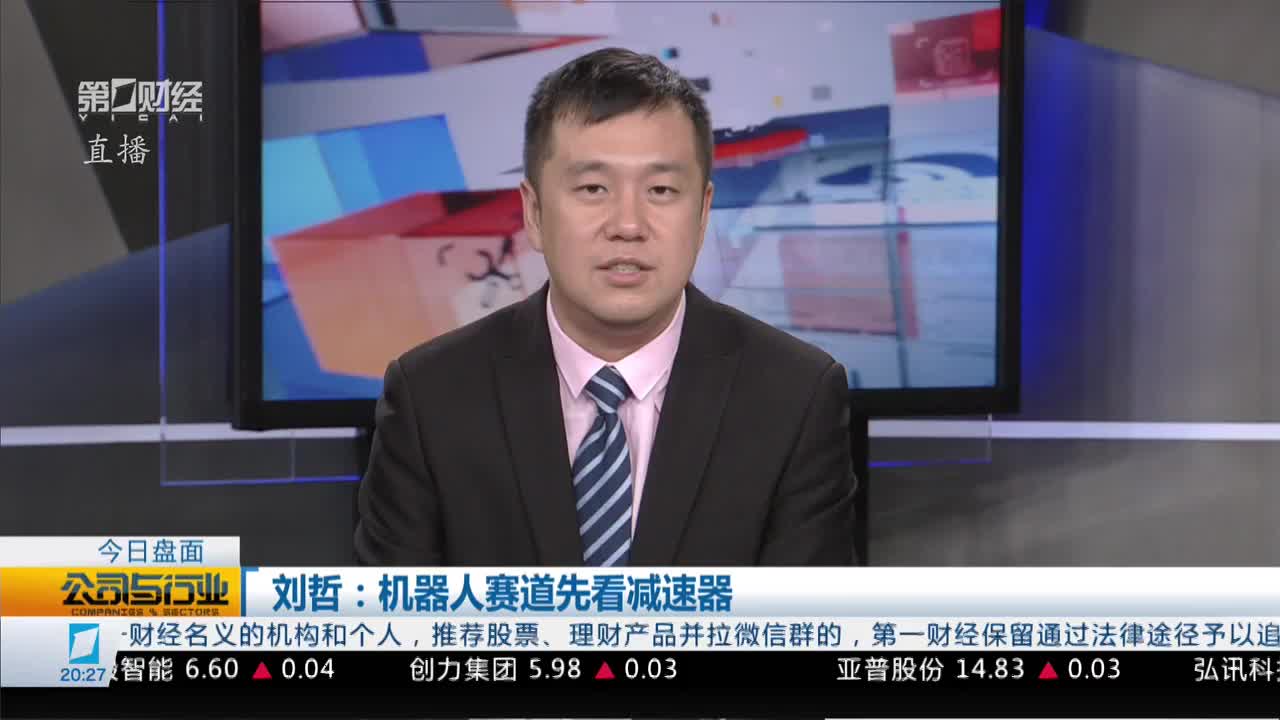 第一财经
YICAI
直播
今日盘面
公司与行业
COMPANIES & SECTORS
刘哲：机器人赛道先看减速器
财经名义的机构和个人，推荐股票、理财产品并拉微信群的，第一财经保留通过法律途径予以追
20:27
智能 6.60 ▲ 0.04 创力集团 5.98 ▲ 0.03 亚普股份 14.83 ▲ 0.03 弘讯科